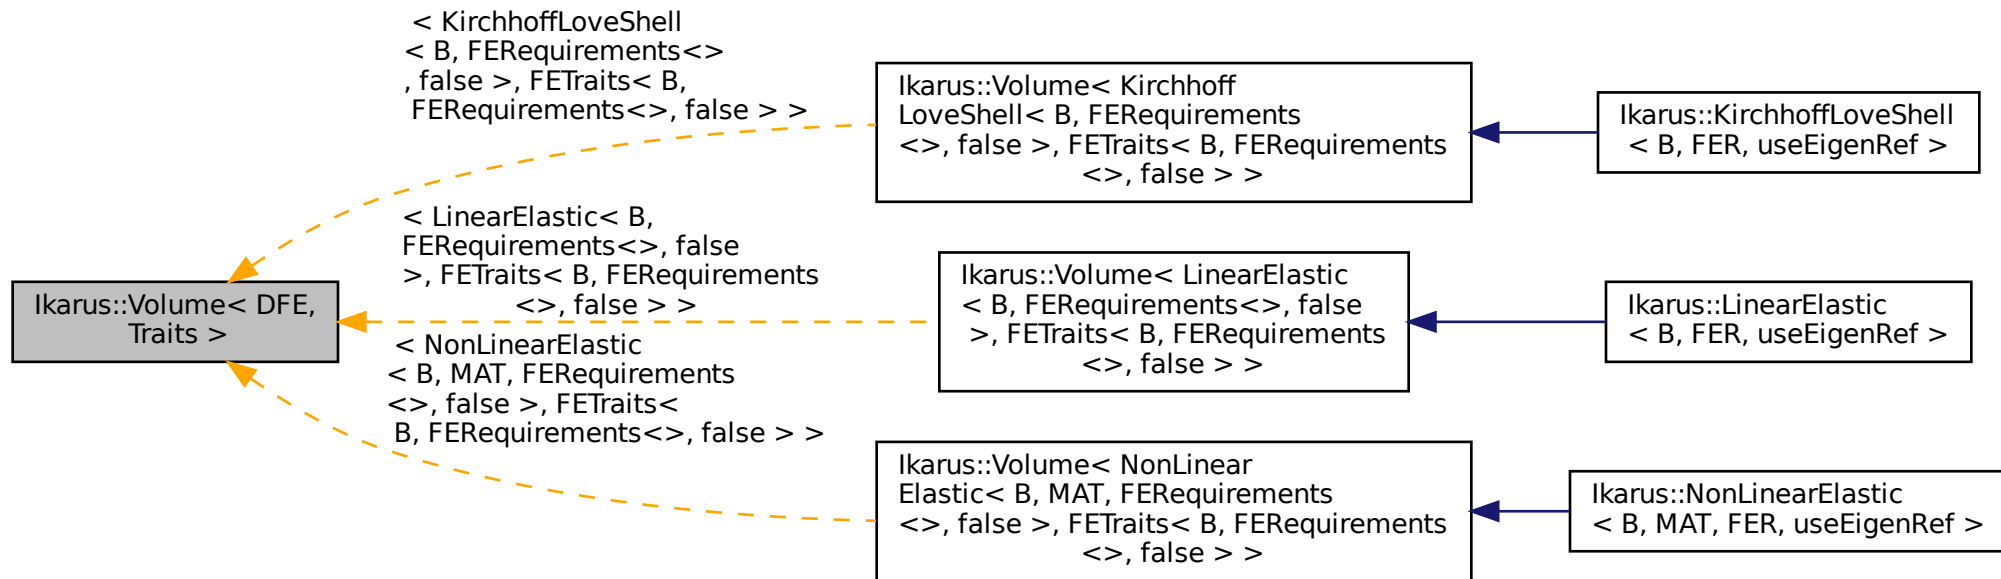 < KirchhoffLoveShell
< B, FERequirements<>
, false >, FETraits< B,
FERequirements<>, false > >
Ikarus::Volume< Kirchhoff
LoveShell< B, FERequirements
<>, false >, FETraits< B, FERequirements
<>, false > >
Ikarus::KirchhoffLoveShell
< B, FER, useEigenRef >
Ikarus::Volume< DFE,
Traits >
< LinearElastic< B,
FERequirements<>, false
>, FETraits< B, FERequirements
<>, false > >
Ikarus::Volume< LinearElastic
< B, FERequirements<>, false
>, FETraits< B, FERequirements
<>, false > >
Ikarus::LinearElastic
< B, FER, useEigenRef >
< NonLinearElastic
< B, MAT, FERequirements
<>, false >, FETraits<
B, FERequirements<>, false > >
Ikarus::Volume< NonLinear
Elastic< B, MAT, FERequirements
<>, false >, FETraits< B, FERequirements
<>, false > >
Ikarus::NonLinearElastic
< B, MAT, FER, useEigenRef >